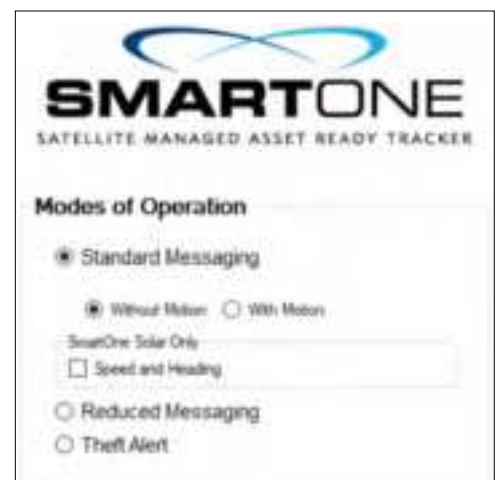 SMARTONE
SATELLITE MANAGED ASSET READY TRACKER
Modes of Operation
Standard Messaging
Without Motion With Motion
SmartOne Solar Only
Speed and Heading
Reduced Messaging
Theft Alert